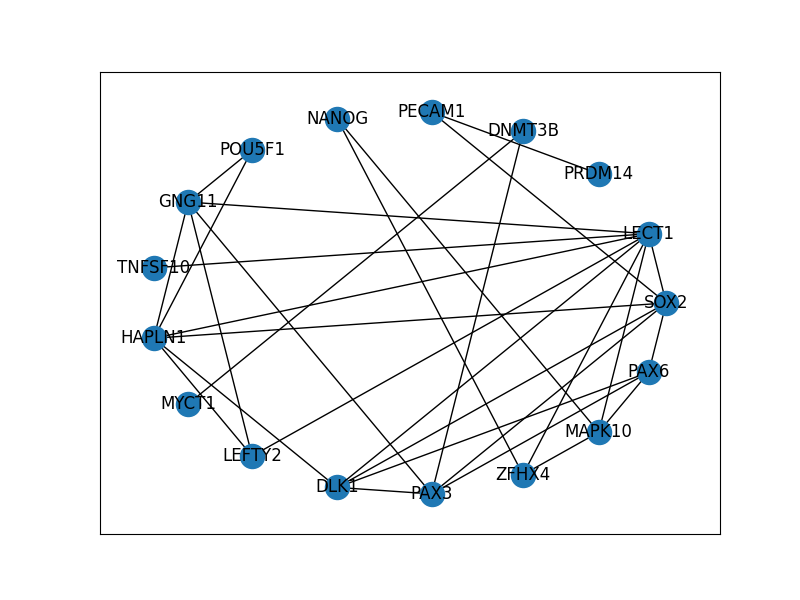 PECAM1
NANOG
DNMT3B
POU5F1
PRDM14
GNG11
LECT1
TNFSF10
SOX2
HAPLN1
PAX6
MYCT1
MAPK10
LEFTY2
ZFHX4
DLK1
PAX3